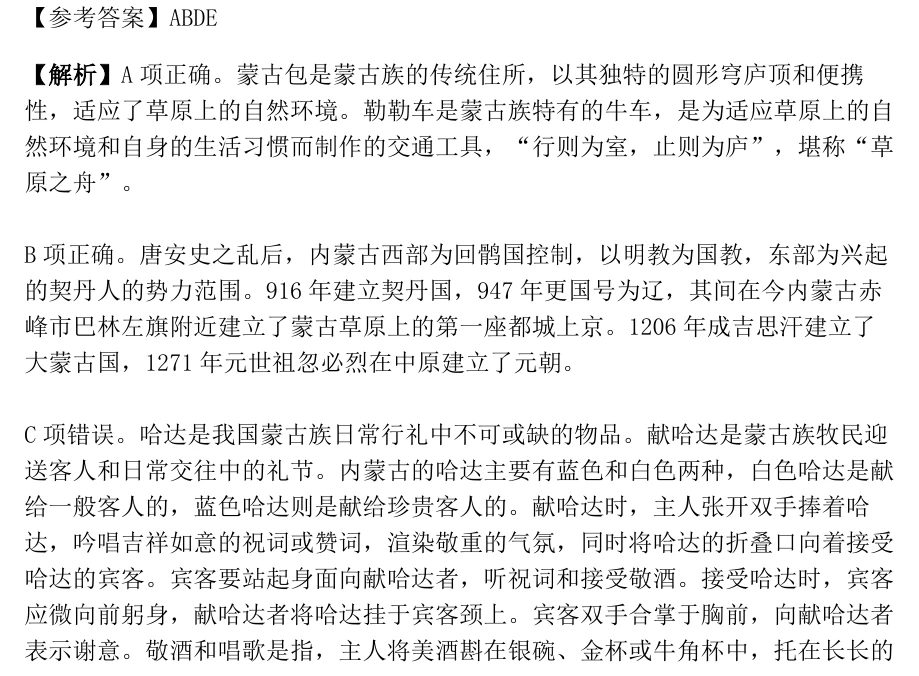 【参考答案】ABDE
【解析】A 项正确。蒙古包是蒙古族的传统住所，以其独特的圆形穹庐顶和便携
性，适应了草原上的自然环境。勒勒车是蒙古族特有的牛车，是为适应草原上的自
然环境和自身的生活习惯而制作的交通工具，“行则为室，止则为庐”，堪称“草
原之舟”。
B 项正确。唐安史之乱后，内蒙古西部为回鹘国控制，以明教为国教，东部为兴起
的契丹人的势力范围。916 年建立契丹国，947 年更国号为辽，其间在今内蒙古赤
峰市巴林左旗附近建立了蒙古草原上的第一座都城上京。1206 年成吉思汗建立了
大蒙古国，1271 年元世祖忽必烈在中原建立了元朝。
C 项错误。哈达是我国蒙古族日常行礼中不可或缺的物品。献哈达是蒙古族牧民迎
送客人和日常交往中的礼节。内蒙古的哈达主要有蓝色和白色两种，白色哈达是献
给一般客人的，蓝色哈达则是献给珍贵客人的。献哈达时，主人张开双手捧着哈
达，吟唱吉祥如意的祝词或赞词，渲染敬重的气氛，同时将哈达的折叠口向着接受
哈达的宾客。宾客要站起身面向献哈达者，听祝词和接受敬酒。接受哈达时，宾客
应微向前躬身，献哈达者将哈达挂于宾客颈上。宾客双手合掌于胸前，向献哈达者
表示谢意。敬酒和唱歌是指，主人将美酒斟在银碗、金杯或牛角杯中，托在长长的